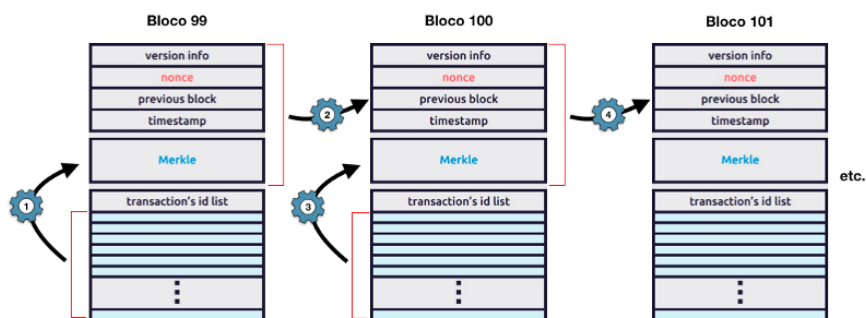 Bloco 99
version info
nonce
previous block
timestamp
Merkle
transaction's id list
1
2
Bloco 100
version info
nonce
previous block
timestamp
Merkle
transaction's id list
3
4
Bloco 101
version info
nonce
previous block
timestamp
Merkle
transaction's id list
etc.